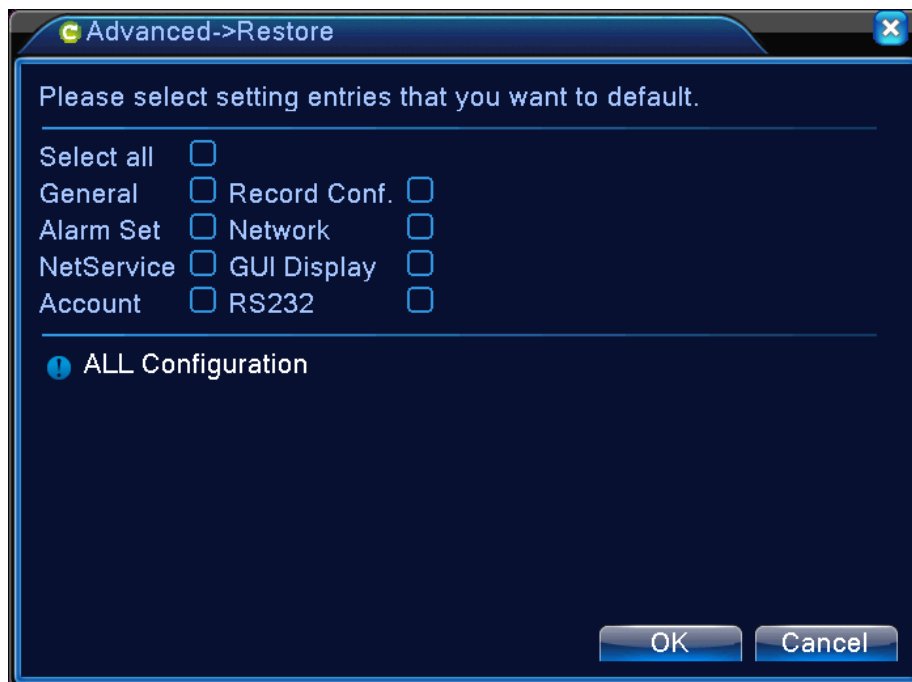 Advanced->Restore
Please select setting entries that you want to default.
Select all
General Record Conf.
Alarm Set Network
NetService GUI Display
Account RS232
ALL Configuration
OK Cancel